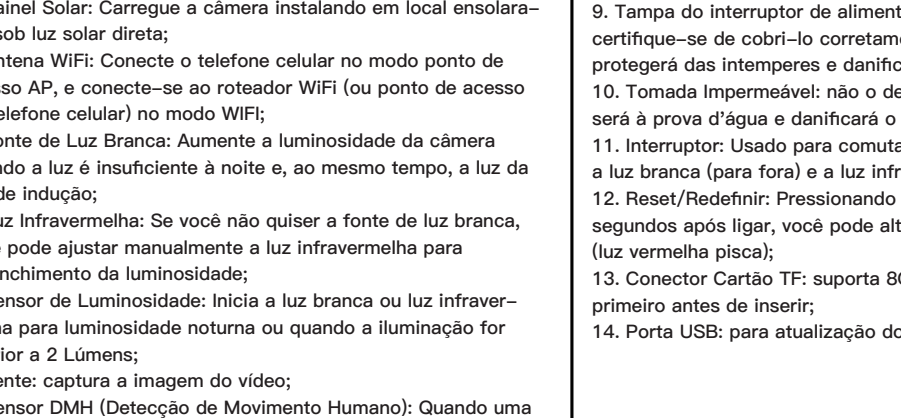 ainel Solar: Carregue a câmera instalando em local ensolara-
sob luz solar direta;
ntena WiFi: Conecte o telefone celular no modo ponto de
sso AP, e conecte-se ao roteador WiFi (ou ponto de acesso
elefone celular) no modo WIFI;
onte de Luz Branca: Aumente a luminosidade da câmera
ndo a luz é insuficiente à noite e, ao mesmo tempo, a luz da
de indução;
uz Infravermelha: Se você não quiser a fonte de luz branca,
e pode ajustar manualmente a luz infravermelha para
nchimento da luminosidade;
ensor de Luminosidade: Inicia a luz branca ou luz infraver-
na para luminosidade noturna ou quando a iluminação for
ior a 2 Lúmens;
ente: captura a imagem do vídeo;
ensor DMH (Detecção de Movimento Humano): Quando uma
9. Tampa do interruptor de aliment
certifique-se de cobri-lo corretam
protegerá das intemperes e danific
10. Tomada Impermeável: não o de
será à prova d'água e danificará o
11. Interruptor: Usado para comuta
a luz branca (para fora) e a luz infr
12. Reset/Redefinir: Pressionando
segundos após ligar, você pode alt
(luz vermelha pisca);
13. Conector Cartão TF: suporta 8G
primeiro antes de inserir;
14. Porta USB: para atualização do